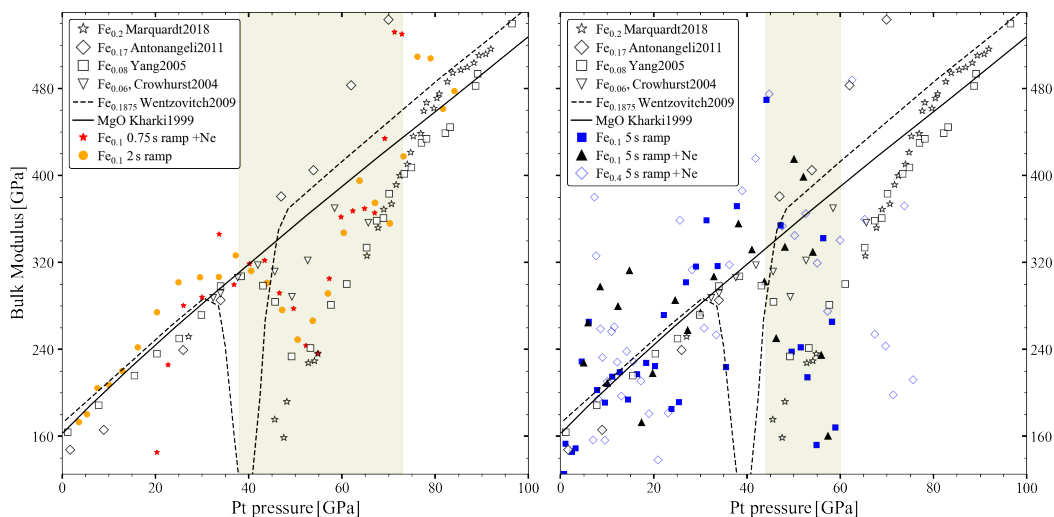 Bulk Modulus [GPa]
480
400
320
240
160
Fe0.2 Marquardt2018
Fe0.17 Antonangeli2011
Fe0.08 Yang2005
Fe0.06, Crowhurst2004
Fe0.1875 Wentzovitch2009
MgO Kharki1999
Fe0.1 0.75 s ramp +Ne
Fe0.1 2 s ramp
0 20 40 60 80 100
Pt pressure [GPa]
Fe0.2 Marquardt2018
Fe0.17 Antonangeli2011
Fe0.08 Yang2005
Fe0.06, Crowhurst2004
Fe0.1875 Wentzovitch2009
MgO Kharki1999
Fe0.1 5 s ramp
Fe0.1 5 s ramp+Ne
Fe0.4 5 s ramp+Ne
480
400
320
240
160
0 20 40 60 80 100
Pt pressure [GPa]